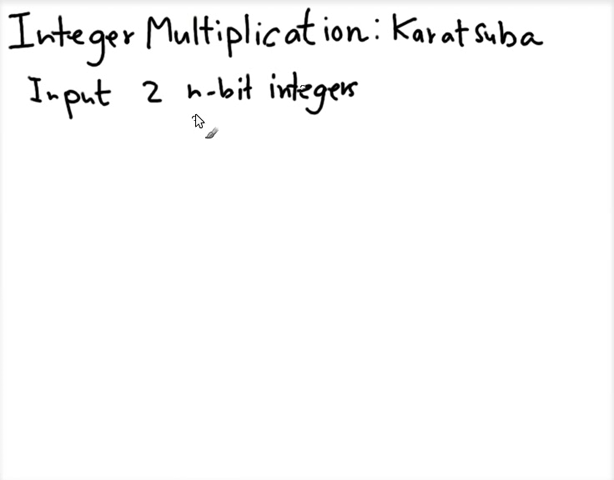 Integer Multiplication: Karatsuba
Input 2 n-bit integers